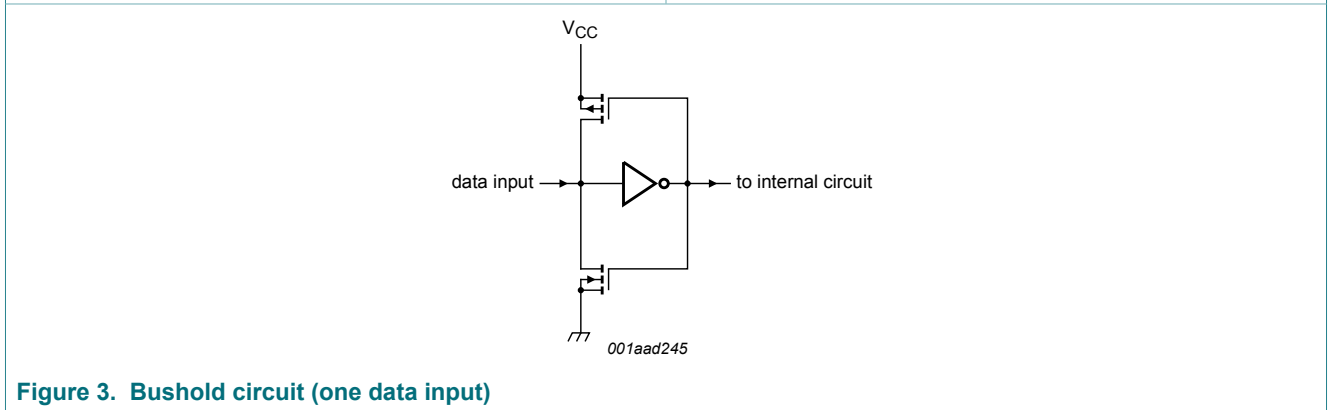 VCC
data input
to internal circuit
001aad245
Figure 3. Bushold circuit (one data input)